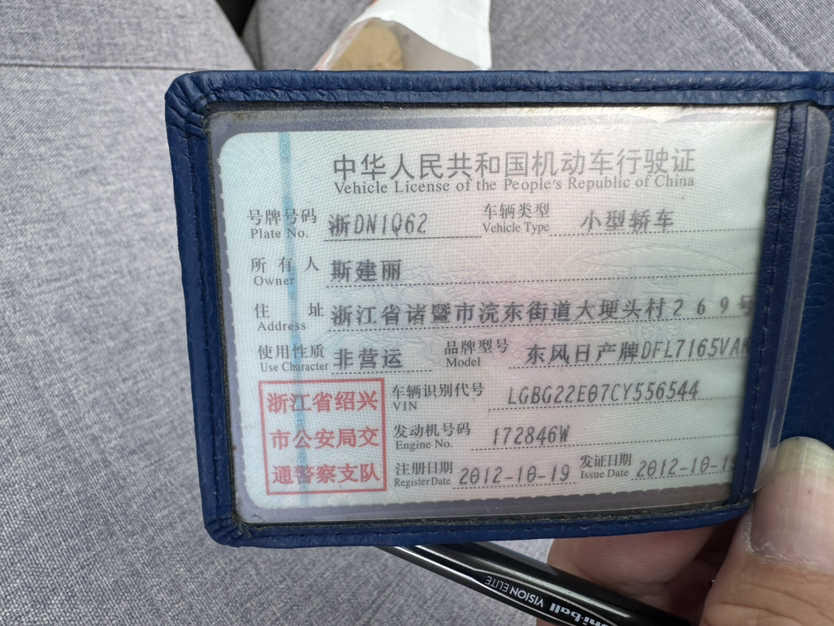 中华人民共和国机动车行驶证
Vehicle License of the People's Republic of China
号牌号码 浙DN1Q62 车辆类型 小型轿车
Plate No. Vehicle Type
所有人 斯建丽
Owner
住址 浙江省诸暨市浣东街道大埂头村269号
Address
使用性质 非营运 品牌型号 东风日产牌DFL7165VA
Use Character Model
浙江省绍兴
市公安局交
通警察支队
车辆识别代号 LGBG22E07CY556544
VIN
发动机号码 172846W
Engine No.
注册日期 2012-10-19 发证日期 2012-10-1
Register Date Issue Date
uni-ball VISION ELITE